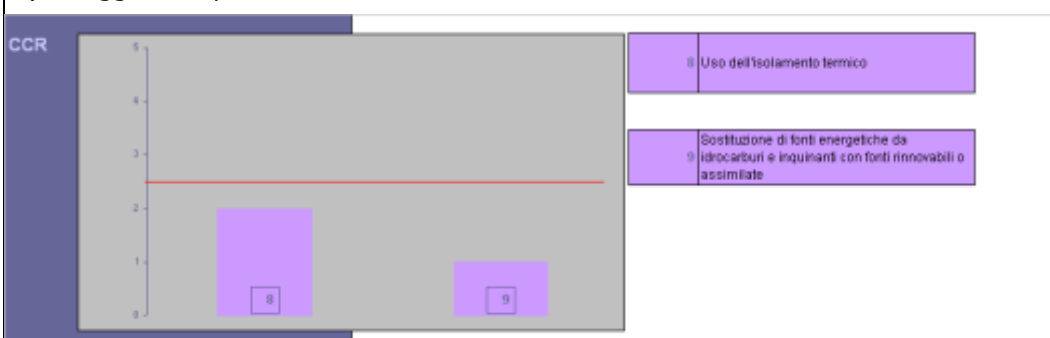 CCR
5
4
3
2
1
0
8
9
8 Uso dell'isolamento termico
9 Sostituzione di fonti energetiche da
idrocarburi e inquinanti con fonti rinnovabili o
assimilate